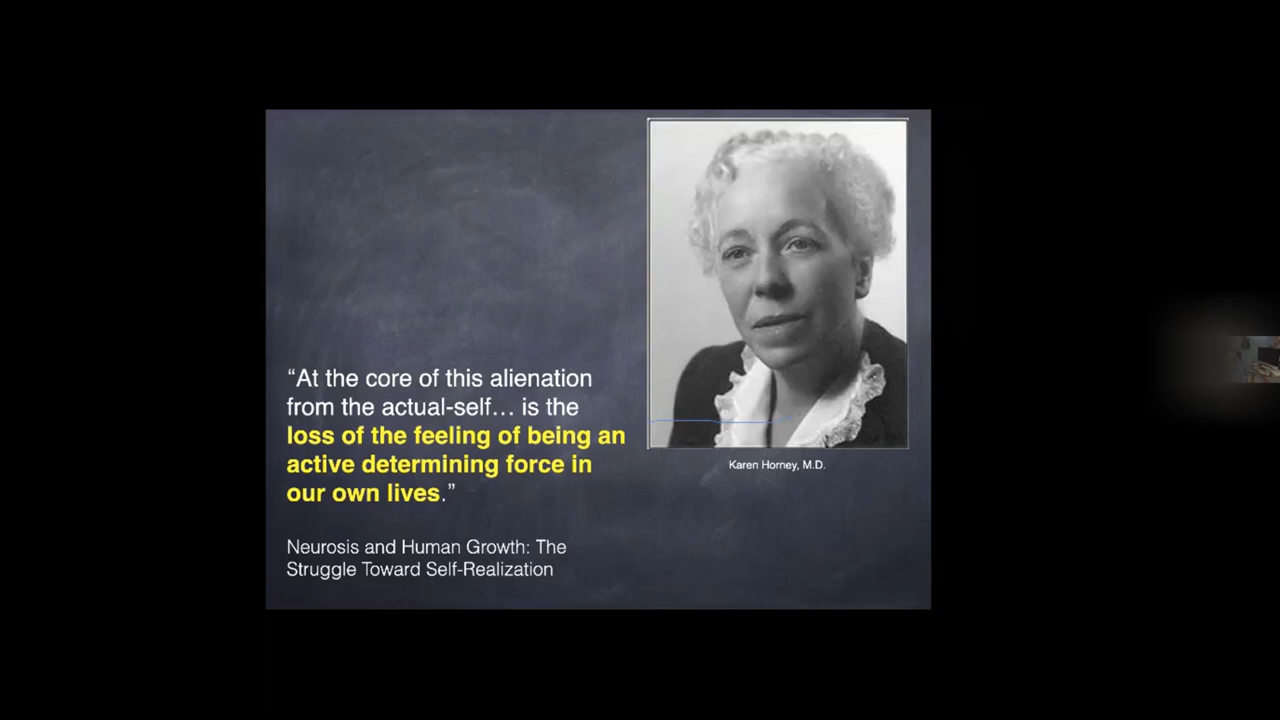 “At the core of this alienation
from the actual-self... is the
loss of the feeling of being an
active determining force in
our own lives.”
Neurosis and Human Growth: The
Struggle Toward Self-Realization
Karen Horney, M.D.